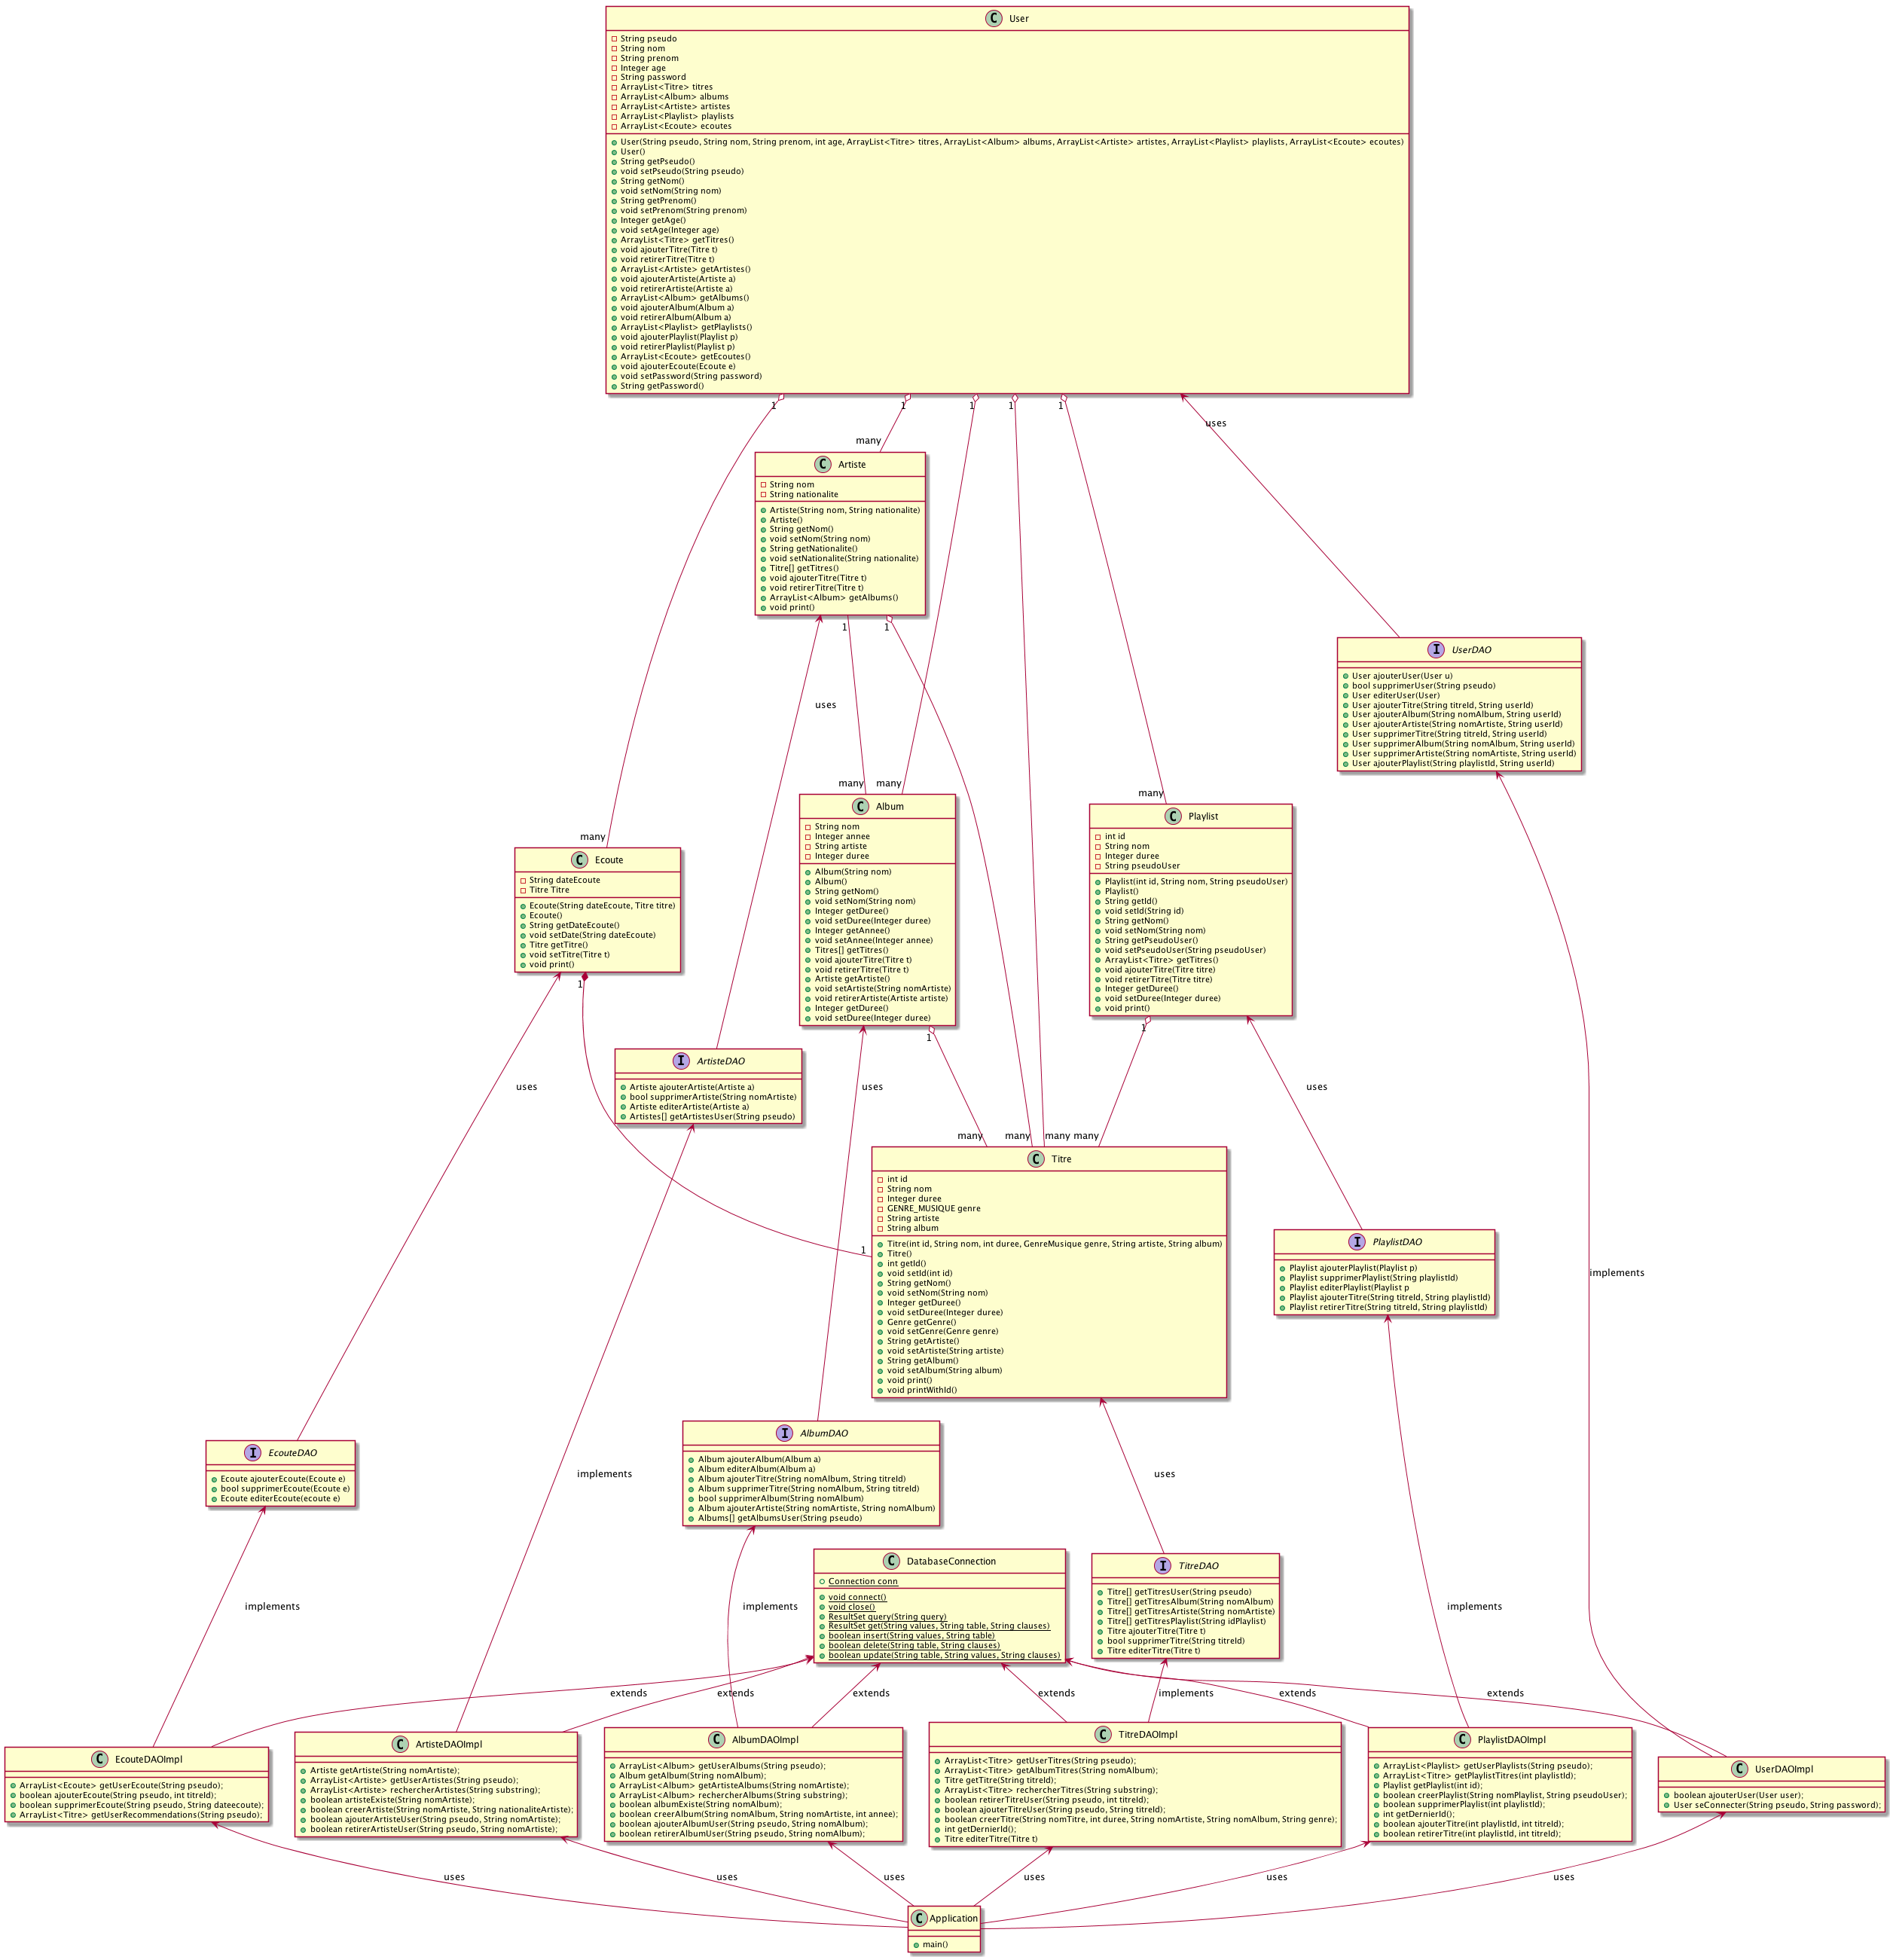 User
String pseudo
String nom
String prenom
Integer age
String password
ArrayList<Titre> titres
ArrayList<Album> albums
ArrayList<Artiste> artistes
ArrayList<Playlist> playlists
ArrayList<Ecoute> ecoutes
User(String pseudo, String nom, String prenom, int age, ArrayList<Titre> titres, ArrayList<Album> albums, ArrayList<Artiste> artistes, ArrayList<Playlist> playlists, ArrayList<Ecoute> ecoutes)
User()
String getPseudo()
void setPseudo(String pseudo)
String getNom()
void setNom(String nom)
String getPrenom()
void setPrenom(String prenom)
Integer getAge()
void setAge(Integer age)
ArrayList<Titre> getTitres()
void ajouterTitre(Titre t)
void retirerTitre(Titre t)
ArrayList<Artiste> getArtistes()
void ajouterArtiste(Artiste a)
void retirerArtiste(Artiste a)
ArrayList<Album> getAlbums()
void ajouterAlbum(Album a)
void retirerAlbum(Album a)
ArrayList<Playlist> getPlaylists()
void ajouterPlaylist(Playlist p)
void retirerPlaylist(Playlist p)
ArrayList<Ecoute> getEcoutes()
void ajouterEcoute(Ecoute e)
void setPassword(String password)
String getPassword()
1
1
1
1
1
uses
many
Artiste
String nom
String nationalite
Artiste(String nom, String nationalite)
Artiste()
String getNom()
void setNom(String nom)
String getNationalite()
void setNationalite(String nationalite)
Titre[] getTitres()
void ajouterTitre(Titre t)
void retirerTitre(Titre t)
ArrayList<Album> getAlbums()
void print()
1
1
uses
UserDAO
User ajouterUser(User u)
bool supprimerUser(String pseudo)
User editerUser(User)
User ajouterTitre(String titreId, String userId)
User ajouterAlbum(String nomAlbum, String userId)
User ajouterArtiste(String nomArtiste, String userId)
User supprimerTitre(String titreId, String userId)
User supprimerAlbum(String nomAlbum, String userId)
User supprimerArtiste(String nomArtiste, String userId)
User ajouterPlaylist(String playlistId, String userId)
many
many
many
many
Ecoute
String dateEcoute
Titre Titre
Ecoute(String dateEcoute, Titre titre)
Ecoute()
String getDateEcoute()
void setDate(String dateEcoute)
Titre getTitre()
void setTitre(Titre t)
void print()
1
Album
String nom
Integer annee
String artiste
Integer duree
Album(String nom)
Album()
String getNom()
void setNom(String nom)
Integer getDuree()
void setDuree(Integer duree)
Integer getAnnee()
void setAnnee(Integer annee)
Titres[] getTitres()
void ajouterTitre(Titre t)
void retirerTitre(Titre t)
Artiste getArtiste()
void setArtiste(String nomArtiste)
void retirerArtiste(Artiste artiste)
Integer getDuree()
void setDuree(Integer duree)
1
Playlist
int id
String nom
Integer duree
String pseudoUser
Playlist(int id, String nom, String pseudoUser)
Playlist()
String getId()
void setId(String id)
String getNom()
void setNom(String nom)
String getPseudoUser()
void setPseudoUser(String pseudoUser)
ArrayList<Titre> getTitres()
void ajouterTitre(Titre titre)
void retirerTitre(Titre titre)
Integer getDuree()
void setDuree(Integer duree)
void print()
1
uses
ArtisteDAO
Artiste ajouterArtiste(Artiste a)
bool supprimerArtiste(String nomArtiste)
Artiste editerArtiste(Artiste a)
Artistes[] getArtistesUser(String pseudo)
uses
uses
many
many
many
many
1
Titre
int id
String nom
Integer duree
GENRE_MUSIQUE genre
String artiste
String album
Titre(int id, String nom, int duree, GenreMusique genre, String artiste, String album)
Titre()
int getId()
void setId(int id)
String getNom()
void setNom(String nom)
Integer getDuree()
void setDuree(Integer duree)
Genre getGenre()
void setGenre(Genre genre)
String getArtiste()
void setArtiste(String artiste)
String getAlbum()
void setAlbum(String album)
void print()
void printWithId()
PlaylistDAO
Playlist ajouterPlaylist(Playlist p)
Playlist supprimerPlaylist(String playlistId)
Playlist editerPlaylist(Playlist p
Playlist ajouterTitre(String titreId, String playlistId)
Playlist retirerTitre(String titreId, String playlistId)
implements
EcouteDAO
Ecoute ajouterEcoute(Ecoute e)
bool supprimerEcoute(Ecoute e)
Ecoute editerEcoute(ecoute e)
implements
AlbumDAO
Album ajouterAlbum(Album a)
Album editerAlbum(Album a)
Album ajouterTitre(String nomAlbum, String titreId)
Album supprimerTitre(String nomAlbum, String titreId)
bool supprimerAlbum(String nomAlbum)
Album ajouterArtiste(String nomArtiste, String nomAlbum)
Albums[] getAlbumsUser(String pseudo)
uses
implements
implements
DatabaseConnection
Connection conn
void connect()
void close()
ResultSet query(String query)
ResultSet get(String values, String table, String clauses)
boolean insert(String values, String table)
boolean delete(String table, String clauses)
boolean update(String table, String values, String clauses)
TitreDAO
Titre[] getTitresUser(String pseudo)
Titre[] getTitresAlbum(String nomAlbum)
Titre[] getTitresArtiste(String nomArtiste)
Titre[] getTitresPlaylist(String idPlaylist)
Titre ajouterTitre(Titre t)
bool supprimerTitre(String titreId)
Titre editerTitre(Titre t)
implements
extends
extends
extends
extends
implements
extends
extends
EcouteDAOImpl
ArrayList<Ecoute> getUserEcoute(String pseudo);
boolean ajouterEcoute(String pseudo, int titreId);
boolean supprimerEcoute(String pseudo, String dateecoute);
ArrayList<Titre> getUserRecommendations(String pseudo);
ArtisteDAOImpl
Artiste getArtiste(String nomArtiste);
ArrayList<Artiste> getUserArtistes(String pseudo);
ArrayList<Artiste> rechercherArtistes(String substring);
boolean artisteExiste(String nomArtiste);
boolean creerArtiste(String nomArtiste, String nationaliteArtiste);
boolean ajouterArtisteUser(String pseudo, String nomArtiste);
boolean retirerArtisteUser(String pseudo, String nomArtiste);
AlbumDAOImpl
ArrayList<Album> getUserAlbums(String pseudo);
Album getAlbum(String nomAlbum);
ArrayList<Album> getArtisteAlbums(String nomArtiste);
ArrayList<Album> rechercherAlbums(String substring);
boolean albumExiste(String nomAlbum);
boolean creerAlbum(String nomAlbum, String nomArtiste, int annee);
boolean ajouterAlbumUser(String pseudo, String nomAlbum);
boolean retirerAlbumUser(String pseudo, String nomAlbum);
TitreDAOImpl
ArrayList<Titre> getUserTitres(String pseudo);
ArrayList<Titre> getAlbumTitres(String nomAlbum);
Titre getTitre(String titreId);
ArrayList<Titre> rechercherTitres(String substring);
boolean retirerTitreUser(String pseudo, int titreId);
boolean ajouterTitreUser(String pseudo, String titreId);
boolean creerTitre(String nomTitre, int duree, String nomArtiste, String nomAlbum, String genre);
int getDernierId();
Titre editerTitre(Titre t)
PlaylistDAOImpl
ArrayList<Playlist> getUserPlaylists(String pseudo);
ArrayList<Titre> getPlaylistTitres(int playlistId);
Playlist getPlaylist(int id);
boolean creerPlaylist(String nomPlaylist, String pseudoUser);
boolean supprimerPlaylist(int playlistId);
int getDernierId();
boolean ajouterTitre(int playlistId, int titreId);
boolean retirerTitre(int playlistId, int titreId);
UserDAOImpl
boolean ajouterUser(User user);
User seConnecter(String pseudo, String password);
uses
uses
uses
uses
uses
uses
Application
main()